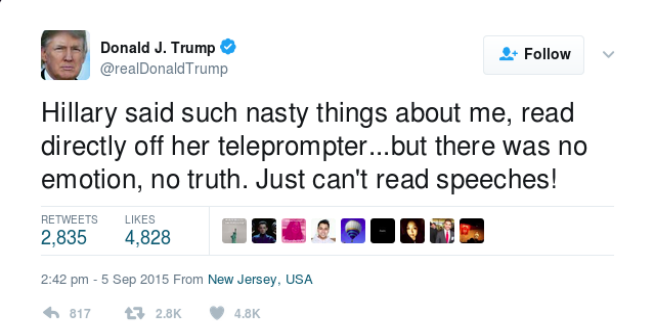 Donald J. Trump
@realDonaldTrump
Follow
Hillary said such nasty things about me, read
directly off her teleprompter...but there was no
emotion, no truth. Just can't read speeches!
RETWEETS LIKES
2,835 4,828
2:42 pm - 5 Sep 2015 From New Jersey, USA
817 2.8K 4.8K